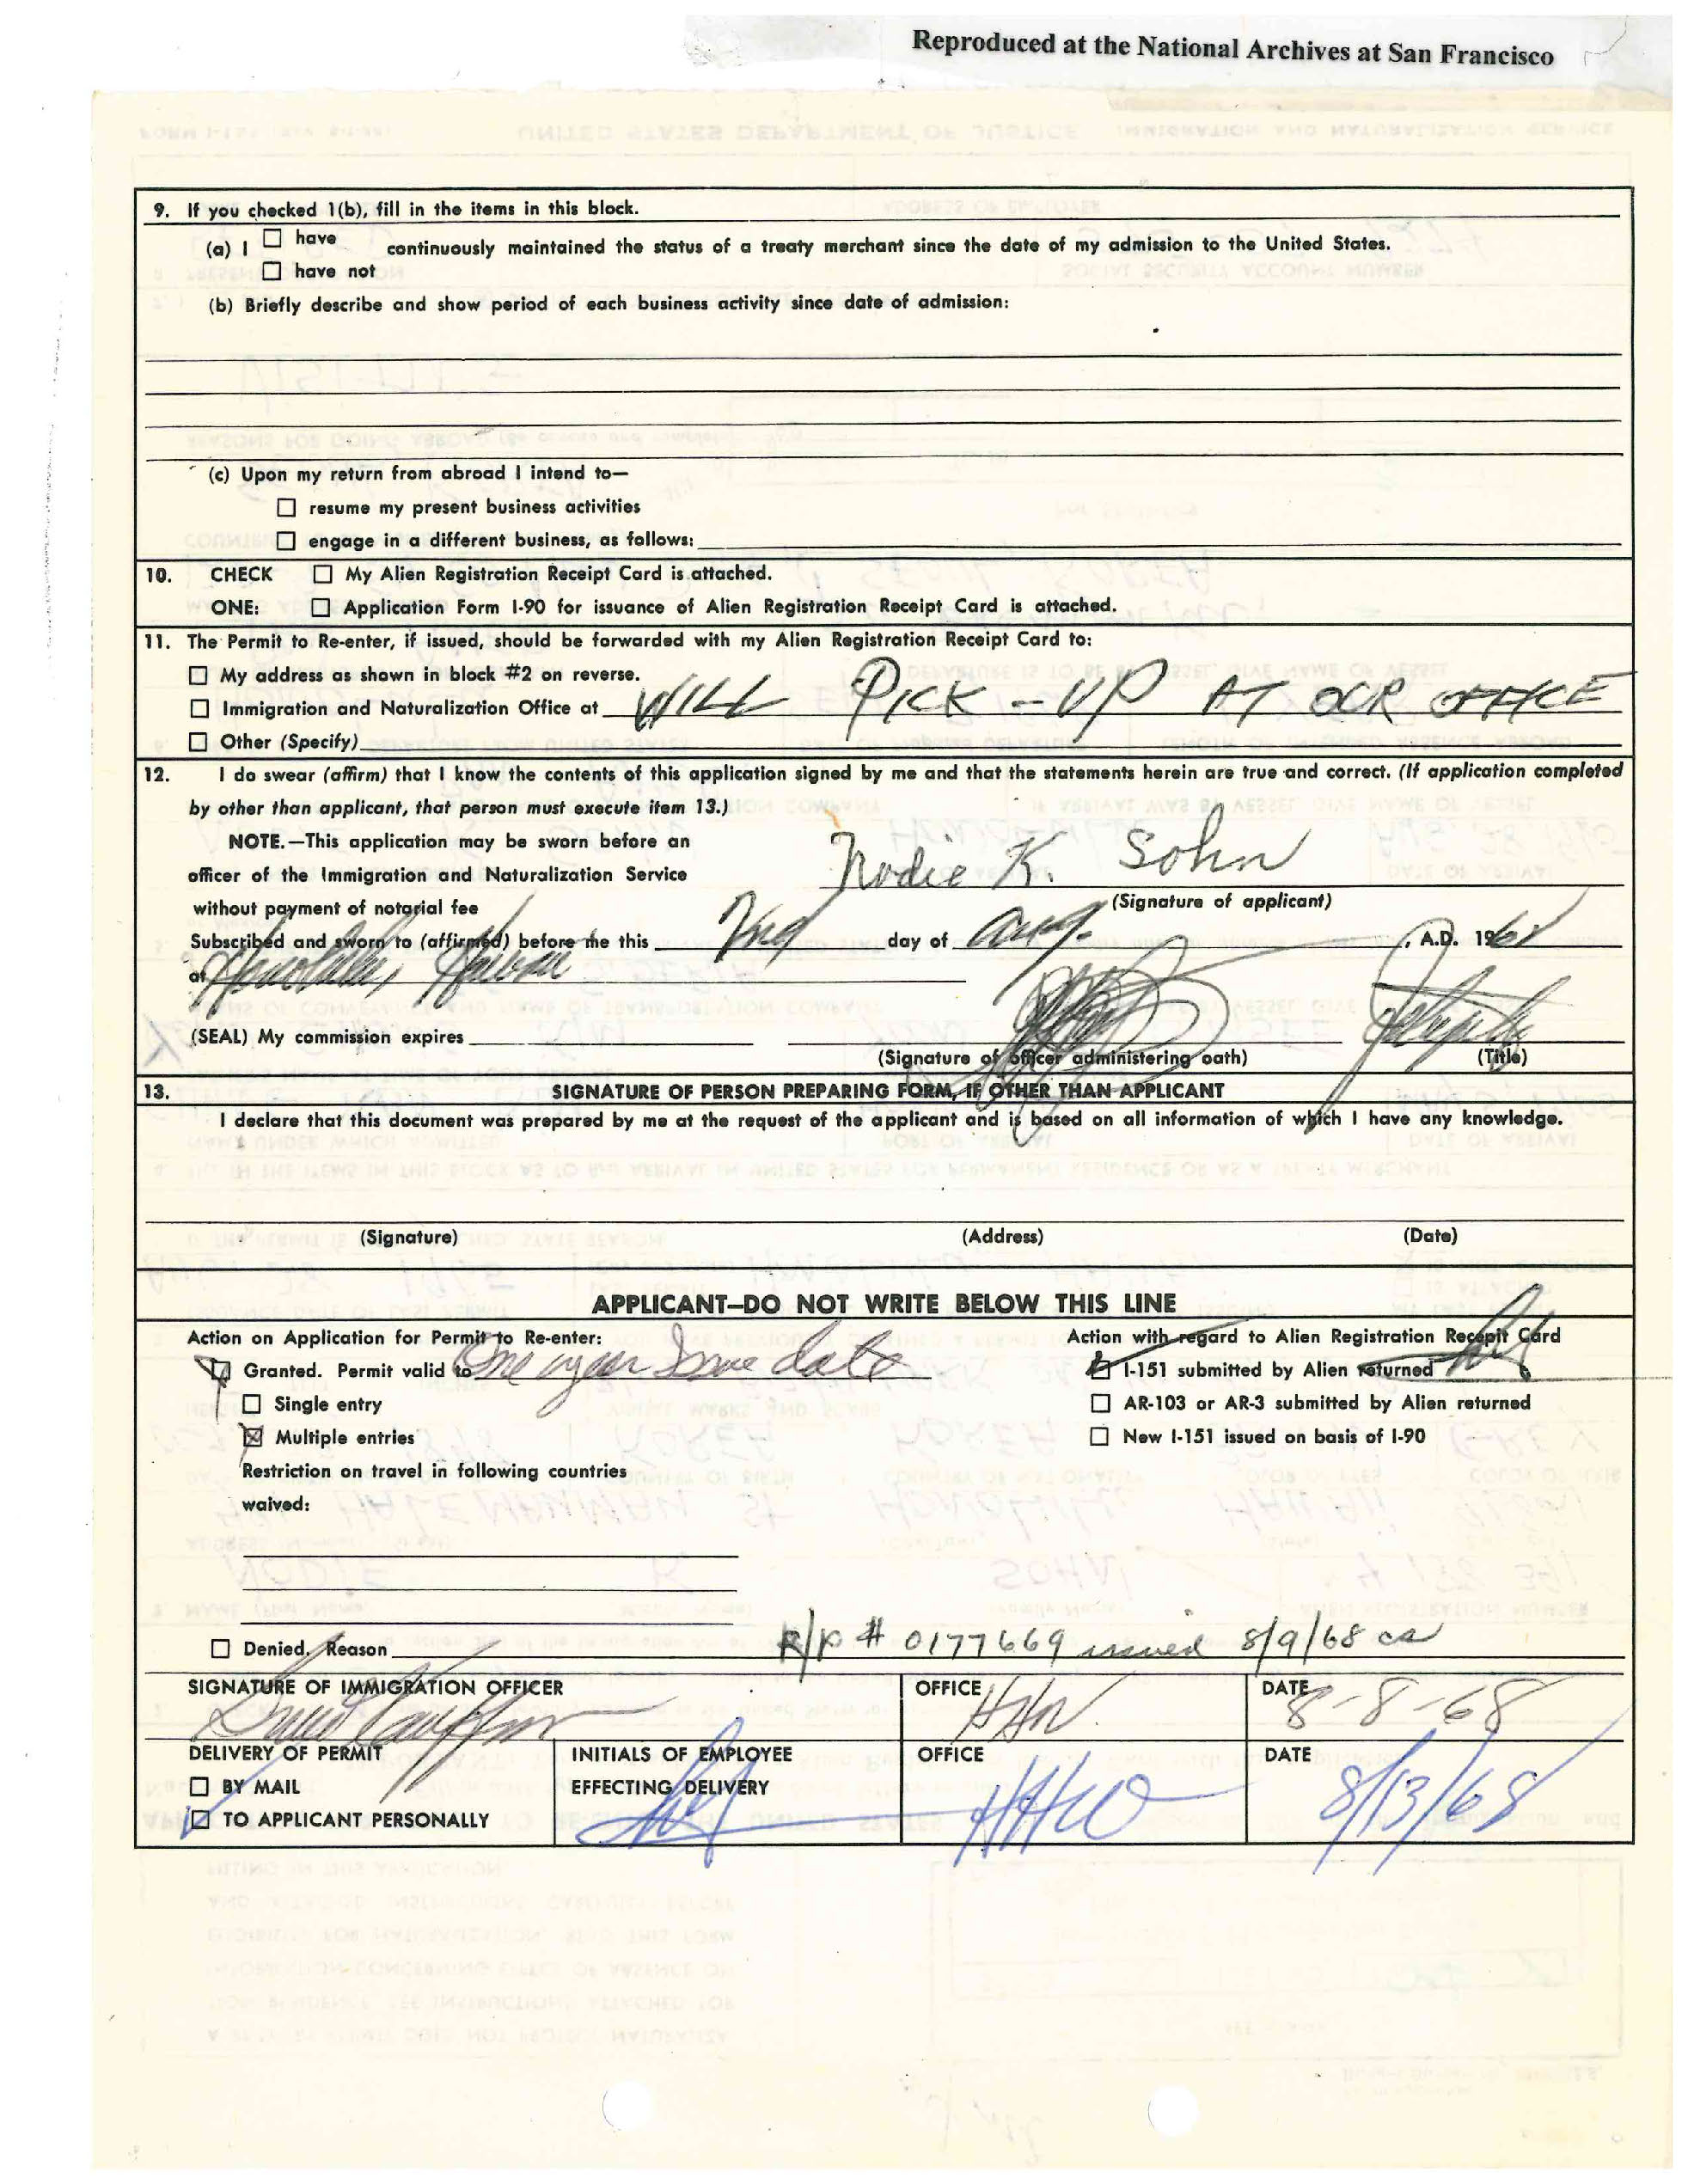 Reproduced at the National Archives at San Francisco
9. If you checked 1(b), fill in the items in this block.
(a) I ☐ have
continuously maintained the status of a treaty merchant since the date of my admission to the United States.
☐ have not
(b) Briefly describe and show period of each business activity since date of admission:
(c) Upon my return from abroad I intend to—
☐ resume my present business activities
☐ engage in a different business, as follows:
10. CHECK ☐ My Alien Registration Receipt Card is attached.
ONE: ☐ Application Form I-90 for issuance of Alien Registration Receipt Card is attached.
11. The Permit to Re-enter, if issued, should be forwarded with my Alien Registration Receipt Card to:
☐ My address as shown in block #2 on reverse.
☐ Immigration and Naturalization Office at WILL PICK-UP AT OUR OFFICE
☐ Other (Specify)
12. I do swear (affirm) that I know the contents of this application signed by me and that the statements herein are true and correct. (If application completed
by other than applicant, that person must execute item 13.)
NOTE.—This application may be sworn before an
officer of the Immigration and Naturalization Service
without payment of notarial fee
Nodie K. Sohn
(Signature of applicant)
Subscribed and sworn to (affirmed) before me this 2nd day of Aug. , A.D. 1968
at Honolulu, Hawaii
(SEAL) My commission expires
(Signature of officer administering oath) (Title)
13. SIGNATURE OF PERSON PREPARING FORM, IF OTHER THAN APPLICANT
I declare that this document was prepared by me at the request of the applicant and is based on all information of which I have any knowledge.
(Signature) (Address) (Date)
APPLICANT—DO NOT WRITE BELOW THIS LINE
Action on Application for Permit to Re-enter: Action with regard to Alien Registration Receipt Card
☑ Granted. Permit valid to One year date ☑ I-151 submitted by Alien returned
☐ Single entry ☐ AR-103 or AR-3 submitted by Alien returned
☒ Multiple entries ☐ New I-151 issued on basis of I-90
Restriction on travel in following countries
waived:
☐ Denied. Reason
R/P # 0177669 issued 8/9/68 ca
SIGNATURE OF IMMIGRATION OFFICER OFFICE HHW DATE 8-8-68
DELIVERY OF PERMIT INITIALS OF EMPLOYEE OFFICE DATE
☐ BY MAIL EFFECTING DELIVERY HHW 8/13/68
☑ TO APPLICANT PERSONALLY